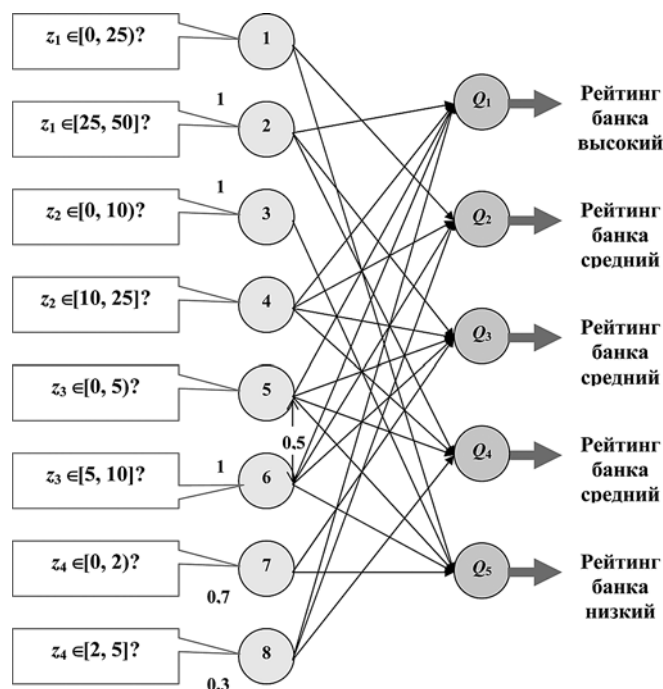 z₁ ∈[0, 25)?
1
z₁ ∈[25, 50]?
1
2
z₂ ∈[0, 10)?
1
3
z₂ ∈[10, 25]?
4
z₃ ∈[0, 5)?
5
0.5
z₃ ∈[5, 10]?
1
6
z₄ ∈[0, 2)?
7
0.7
z₄ ∈[2, 5]?
8
0.3
Q₁
Рейтинг
банка
высокий
Q₂
Рейтинг
банка
средний
Q₃
Рейтинг
банка
средний
Q₄
Рейтинг
банка
средний
Q₅
Рейтинг
банка
низкий